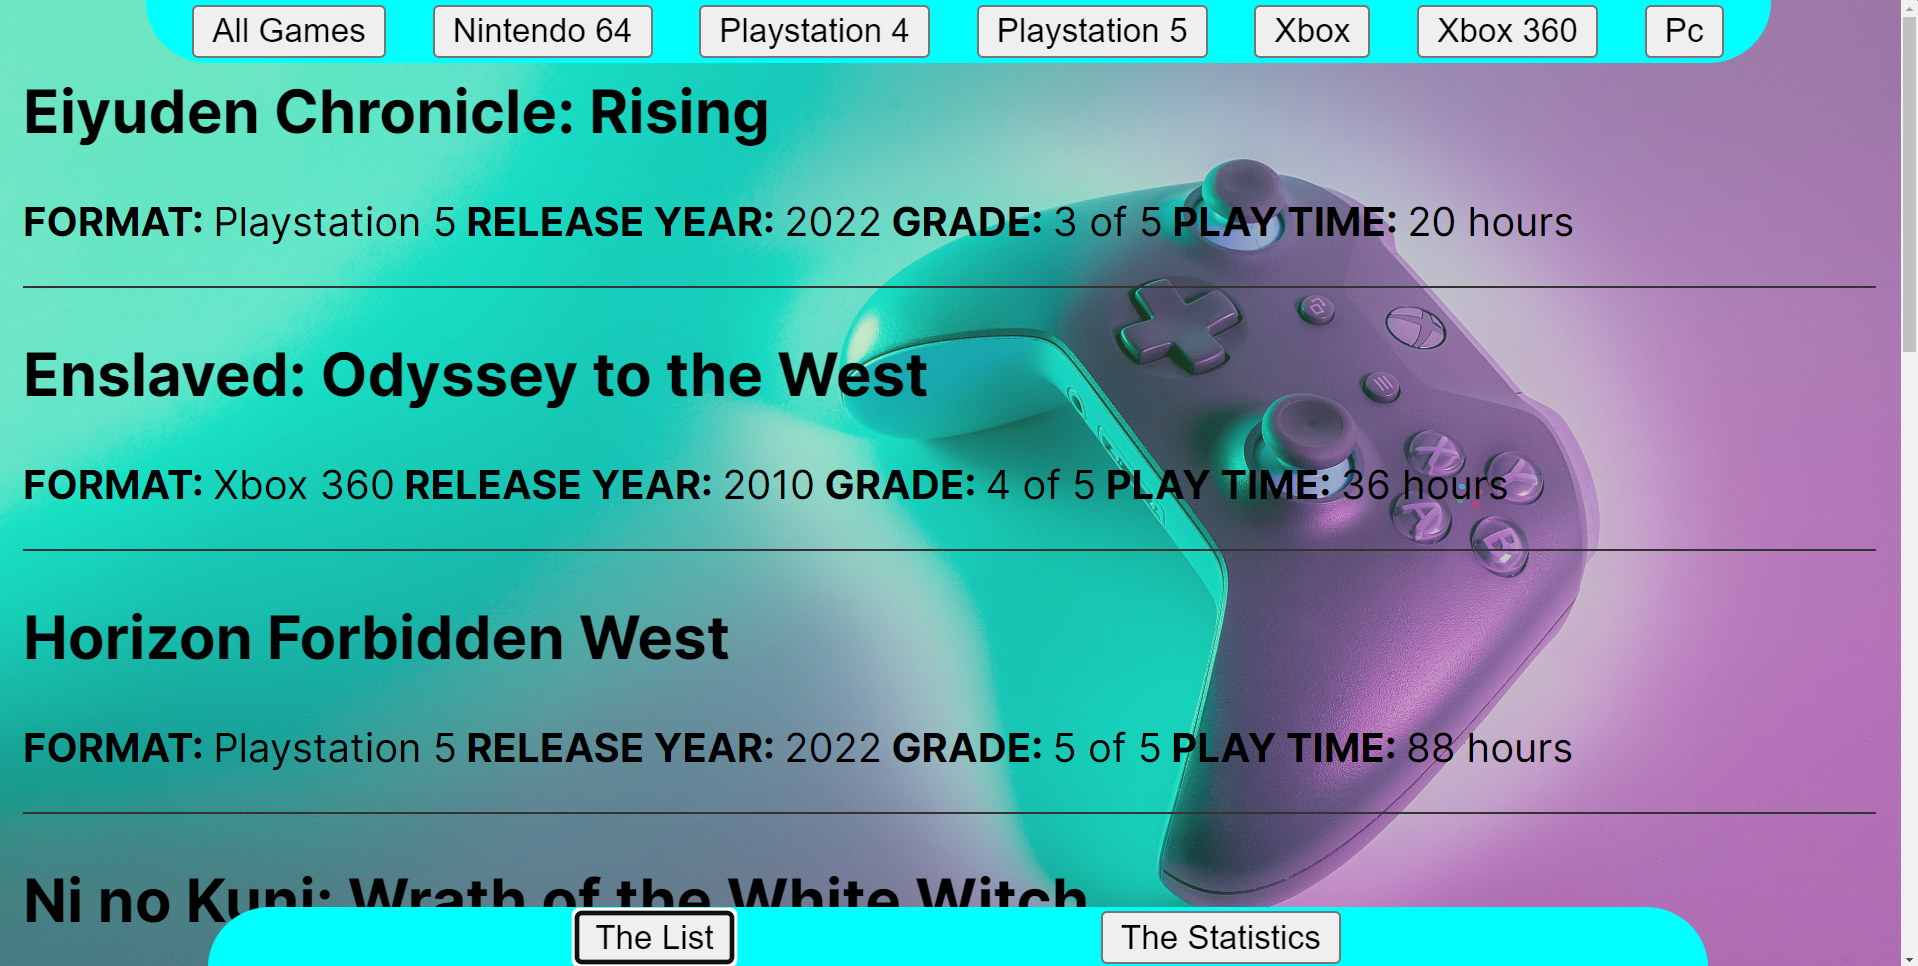 All Games Nintendo 64 Playstation 4 Playstation 5 Xbox Xbox 360 Pc
Eiyuden Chronicle: Rising
FORMAT: Playstation 5 RELEASE YEAR: 2022 GRADE: 3 of 5 PLAY TIME: 20 hours
Enslaved: Odyssey to the West
FORMAT: Xbox 360 RELEASE YEAR: 2010 GRADE: 4 of 5 PLAY TIME: 36 hours
X Y A B
Horizon Forbidden West
FORMAT: Playstation 5 RELEASE YEAR: 2022 GRADE: 5 of 5 PLAY TIME: 88 hours
Ni no Kuni: Wrath of the White Witch
The List The Statistics